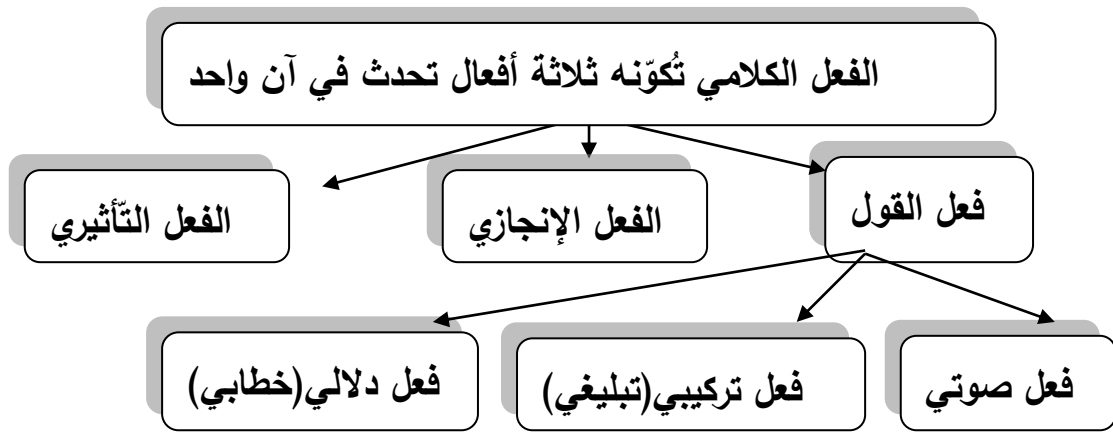 الفعل الكلامي تُكوّنه ثلاثة أفعال تحدث في آن واحد
فعل القول
الفعل الإنجازي
الفعل التّأثيري
فعل صوتي
فعل تركيبي(تبليغي)
فعل دلالي(خطابي)